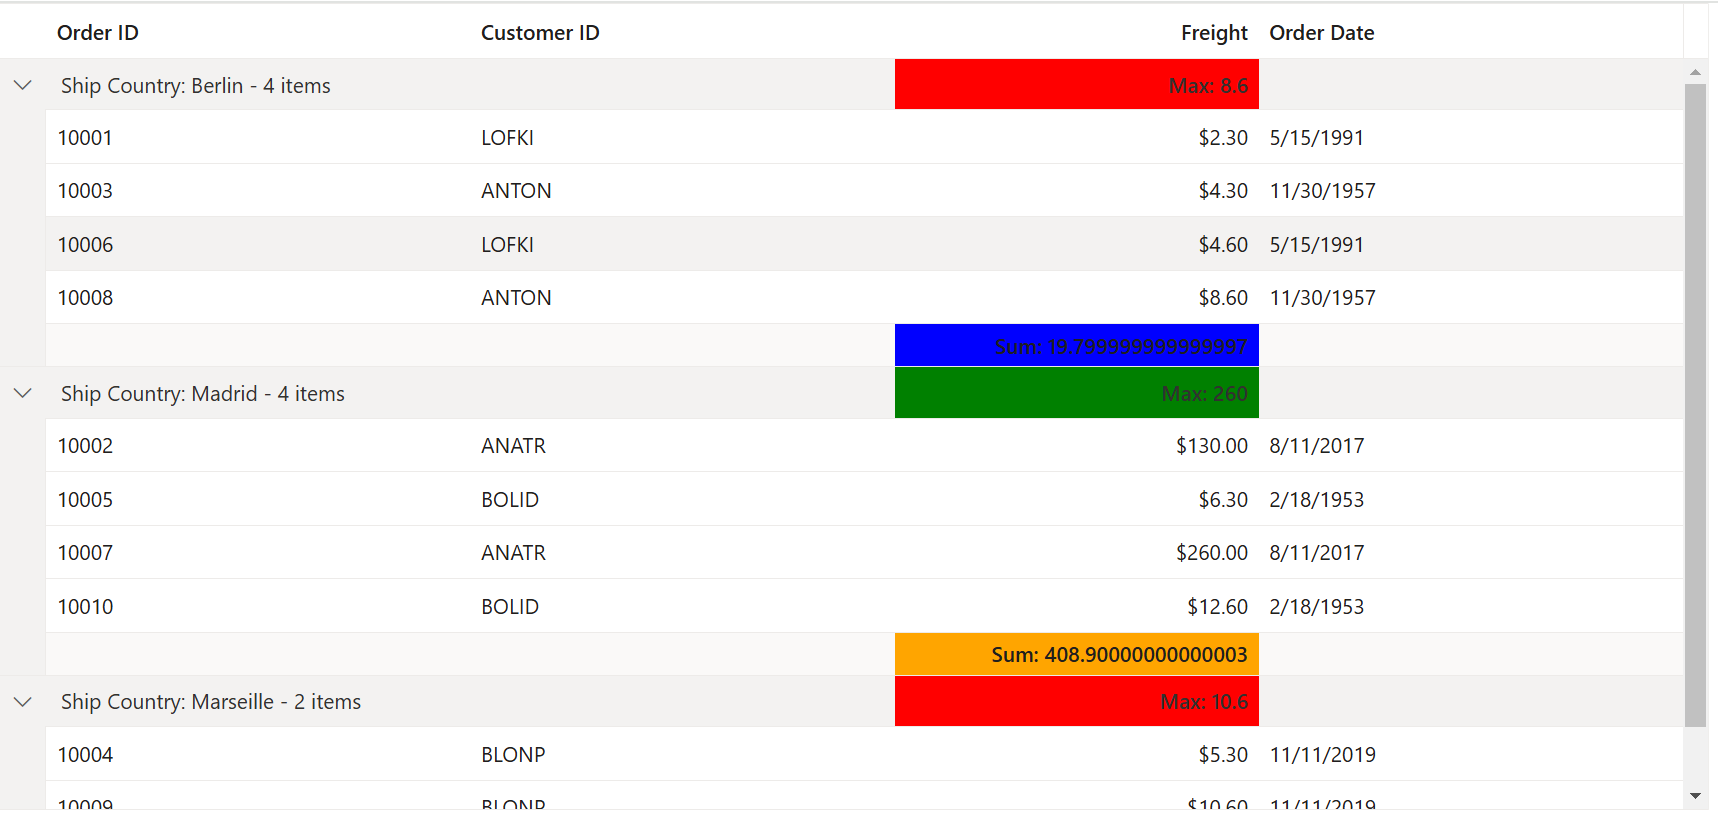 Order ID Customer ID Freight Order Date
Ship Country: Berlin - 4 items Max: 8.6
10001 LOFKI $2.30 5/15/1991
10003 ANTON $4.30 11/30/1957
10006 LOFKI $4.60 5/15/1991
10008 ANTON $8.60 11/30/1957
Sum: 19.799999999999997
Ship Country: Madrid - 4 items Max: 260
10002 ANATR $130.00 8/11/2017
10005 BOLID $6.30 2/18/1953
10007 ANATR $260.00 8/11/2017
10010 BOLID $12.60 2/18/1953
Sum: 408.90000000000003
Ship Country: Marseille - 2 items Max: 10.6
10004 BLONP $5.30 11/11/2019
10009 BLONP $10.60 11/11/2019